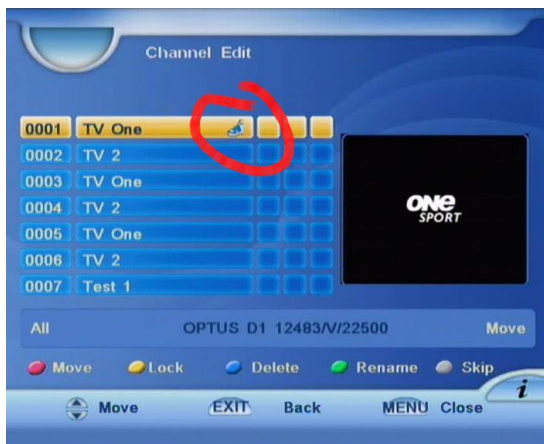 Channel Edit
0001 TV One
0002 TV 2
0003 TV One
0004 TV 2
0005 TV One
0006 TV 2
0007 Test 1
ONE
SPORT
All OPTUS D1 12483/V/22500 Move
Move Lock Delete Rename Skip
Move EXIT Back MENU Close i